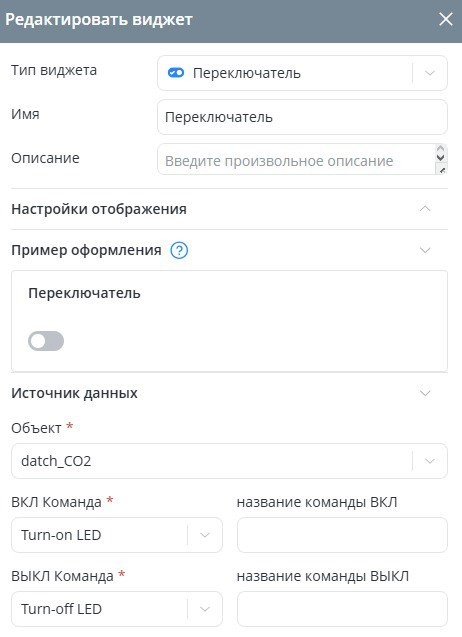 Редактировать виджет
Тип виджета
Переключатель
Имя
Переключатель
Описание
Введите произвольное описание
Настройки отображения
Пример оформления ?
Переключатель
Источник данных
Объект *
datch_CO2
ВКЛ Команда * название команды ВКЛ
Turn-on LED
ВЫКЛ Команда * название команды ВЫКЛ
Turn-off LED